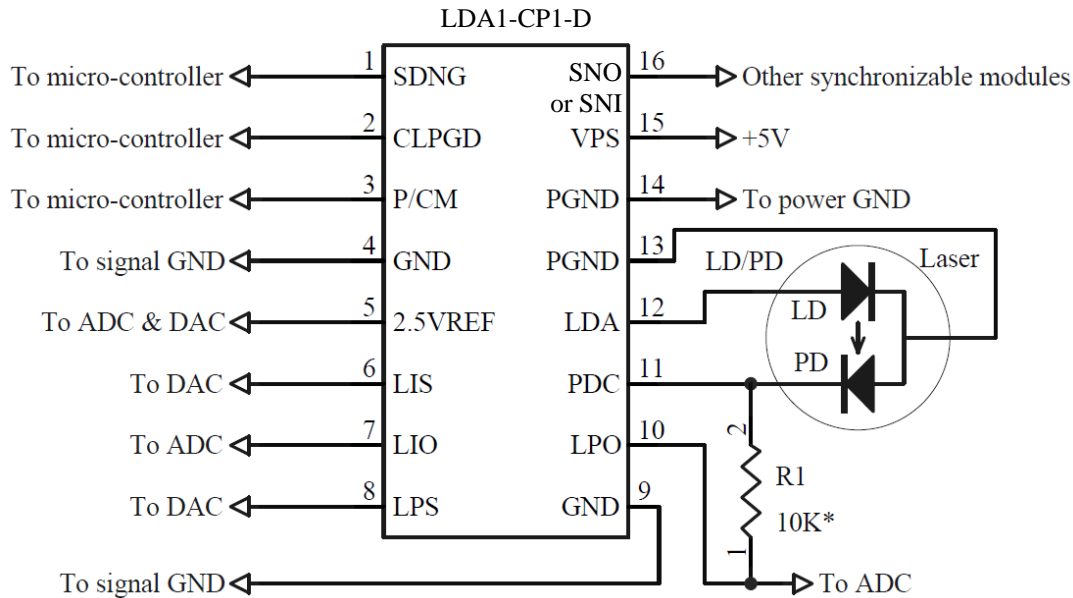 LDA1-CP1-D
To micro-controller 1 SDNG SNO 16 Other synchronizable modules
or SNI
To micro-controller 2 CLPGD VPS 15 +5V
To micro-controller 3 P/CM PGND 14 To power GND
To signal GND 4 GND PGND 13 LD/PD Laser
To ADC & DAC 5 2.5VREF LDA 12 LD
To DAC 6 LIS PDC 11 PD
To ADC 7 LIO LPO 10 2
R1
To DAC 8 LPS GND 9 10K*
1
To signal GND To ADC